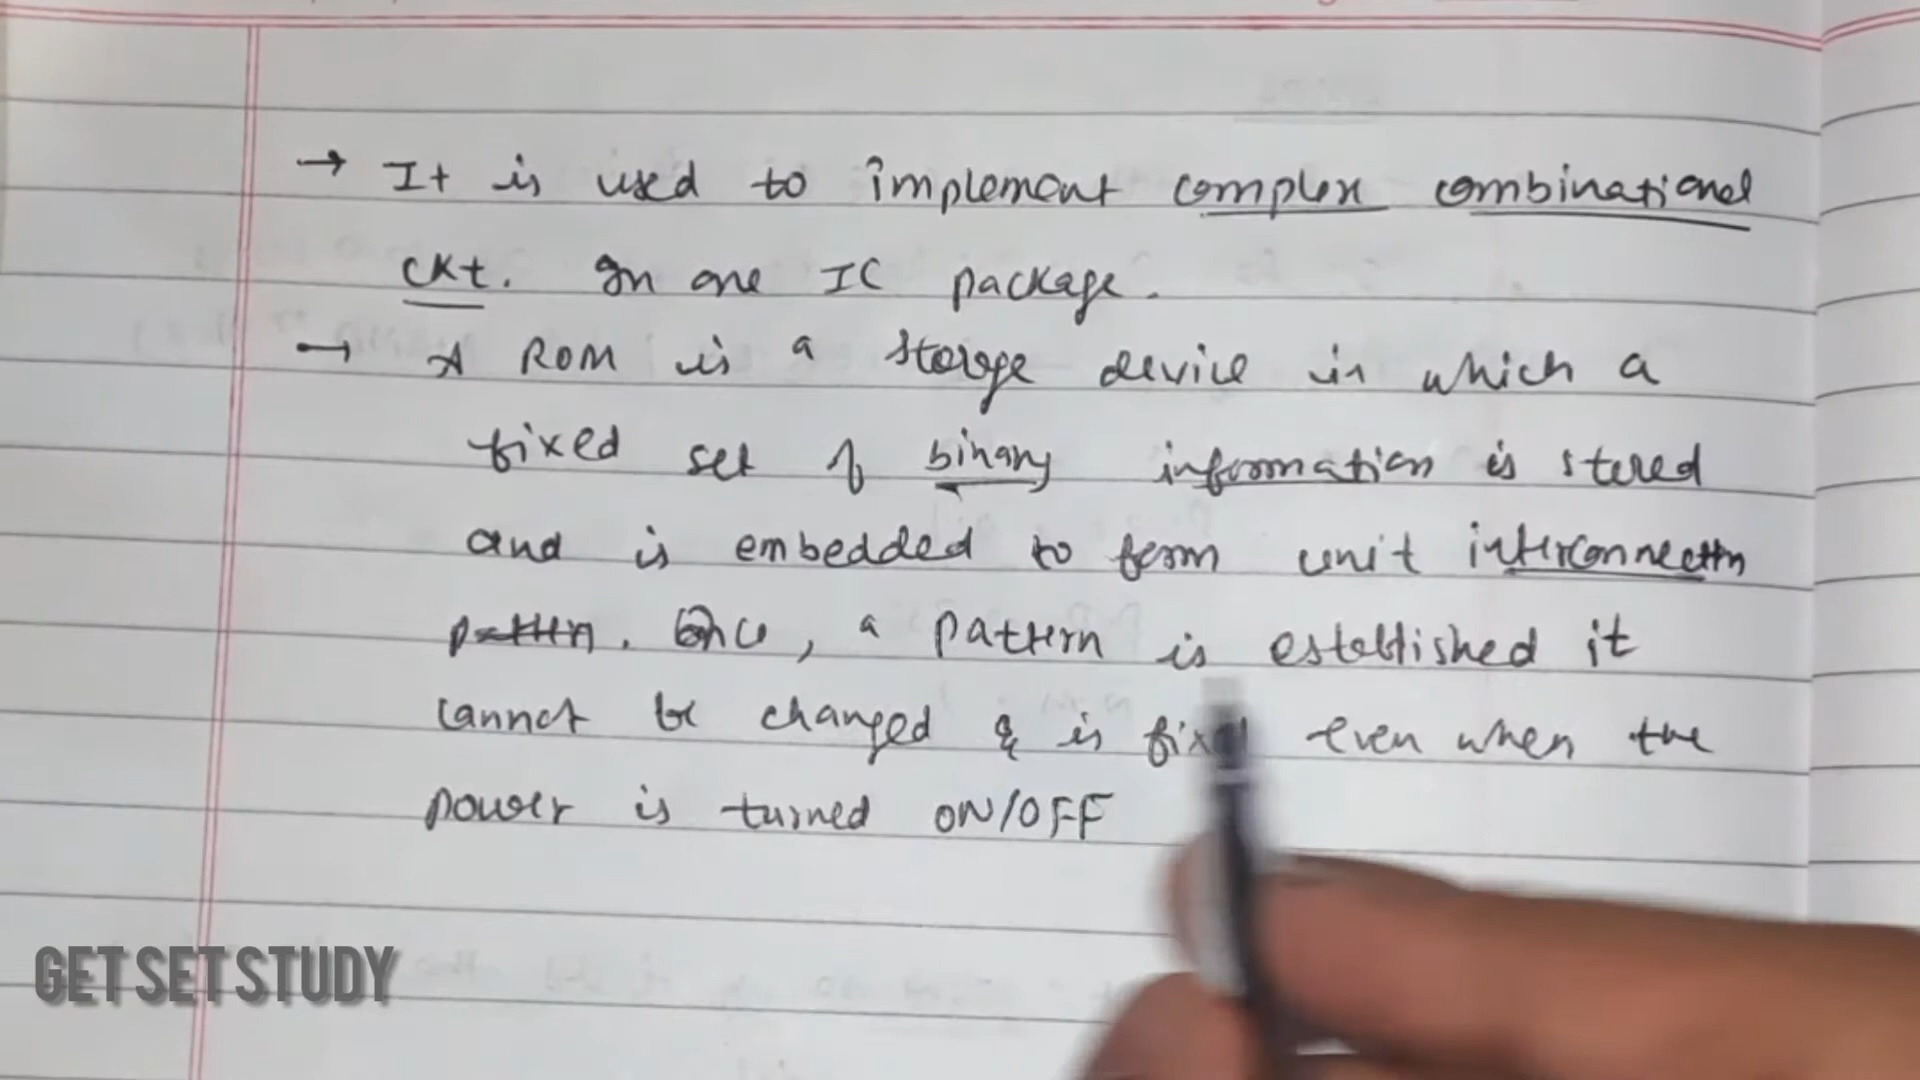 → It is used to implement complex combinational
ckt. In one IC package.
→ A ROM is a storage device in which a
fixed set of binary information is stored
and is embedded to form unit interconnectn
pattern. Once, a pattern is established it
cannot be changed & is fixed even when the
power is turned ON/OFF
GET SET STUDY